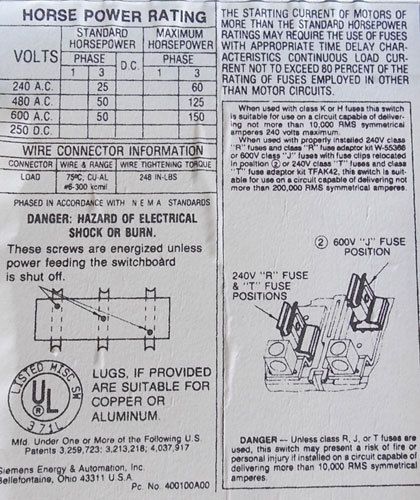 HORSE POWER RATING
VOLTS
STANDARD
HORSEPOWER
MAXIMUM
HORSEPOWER
PHASE
D.C.
PHASE
1 3 1 3
240 A.C. 25 60
480 A.C. 50 125
600 A.C. 50 150
250 D.C.
WIRE CONNECTOR INFORMATION
CONNECTOR WIRE & RANGE WIRE TIGHTENING TORQUE
LOAD 75ºC, CU-AL 248 IN-LBS
#6-300 kcmil
PHASED IN ACCORDANCE WITH N E M A STANDARDS
DANGER: HAZARD OF ELECTRICAL
SHOCK OR BURN.
These screws are energized unless
power feeding the switchboard
is shut off.
LISTED MISC SW
UL
®
371L
LUGS, IF PROVIDED
ARE SUITABLE FOR
COPPER OR
ALUMINUM.
Mfd. Under One or More of the Following U.S.
Patents 3,259,723; 3,213,218; 4,037,917
Siemens Energy & Automation, Inc.
Bellefontaine, Ohio 43311 U.S.A.
Pc. No. 400100A00
THE STARTING CURRENT OF MOTORS OF
MORE THAN THE STANDARD HORSEPOWER
RATINGS MAY REQUIRE THE USE OF FUSES
WITH APPROPRIATE TIME DELAY CHAR-
ACTERISTICS CONTINUOUS LOAD CUR-
RENT NOT TO EXCEED 80 PERCENT OF THE
RATING OF FUSES EMPLOYED IN OTHER
THAN MOTOR CIRCUITS.
When used with class K or H fuses this switch
is suitable for use on a circuit capable of deliver-
ing not more than 10,000 RMS symmetrical
amperes 240 volts maximum.
When used with properly installed 240V class
"R" fuses and class "R" fuse adaptor kit W-55366
or 600V class "J" fuses with fuse clips relocated
in position ② or 240V class "T" fuses and class
"T" fuse adaptor kit TFAK42, this switch is suit-
able for use on a circuit capable of delivering not
more than 200,000 RMS symmetrical amperes.
② 600V "J" FUSE
POSITION
240V "R" FUSE
& "T" FUSE
POSITIONS
DANGER -- Unless class R, J, or T fuses are
used, this switch may present a risk of fire or
personal injury if installed on a circuit capable of
delivering more than 10,000 RMS symmetrical